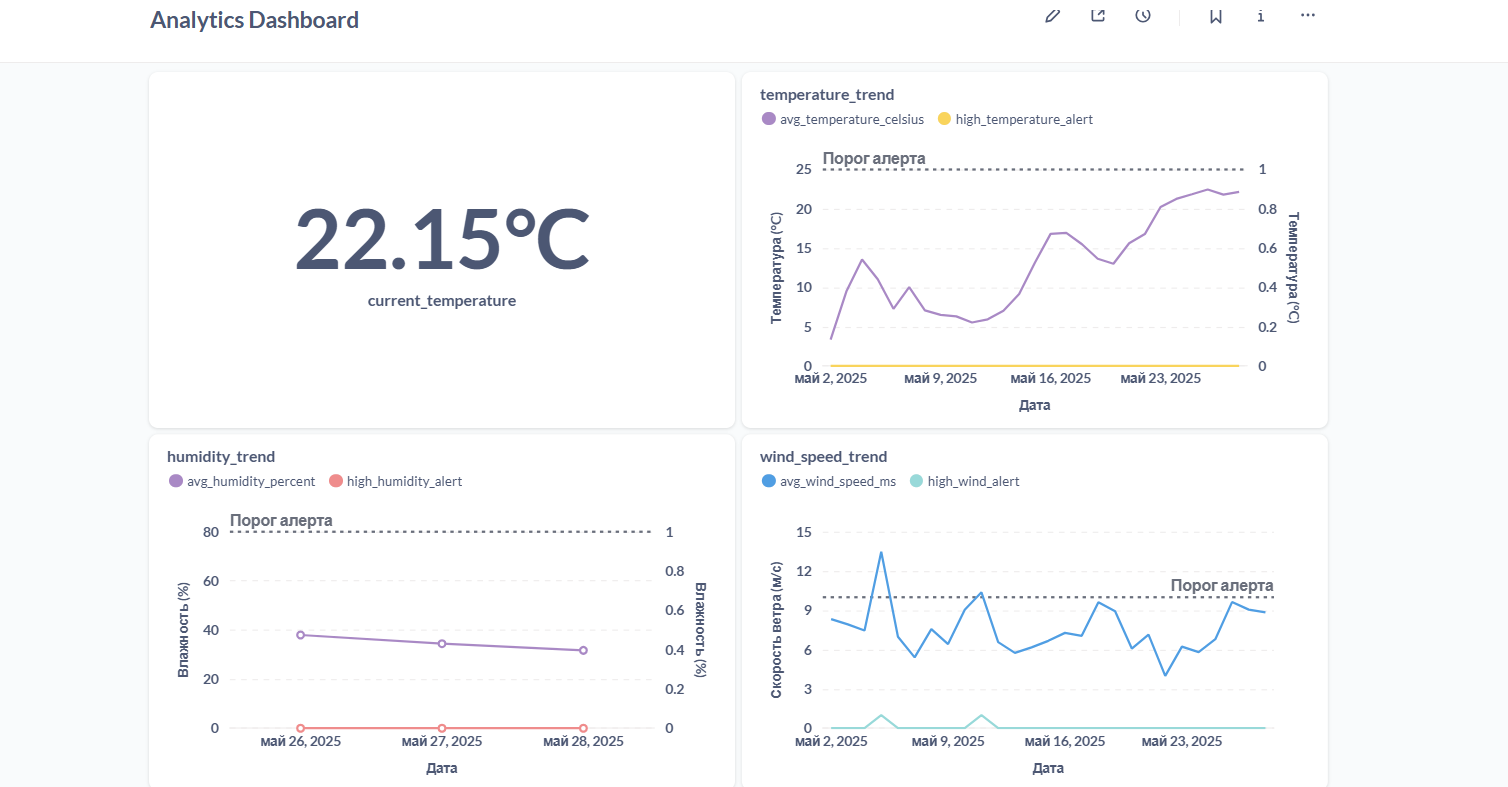 Analytics Dashboard
22.15°C
current_temperature
temperature_trend
avg_temperature_celsius high_temperature_alert
Порог алерта
25
20
15
10
5
0
1
0.8
0.6
0.4
0.2
0
Температура (°C)
Температура (°C)
май 2, 2025 май 9, 2025 май 16, 2025 май 23, 2025
Дата
humidity_trend
avg_humidity_percent high_humidity_alert
Порог алерта
80
60
40
20
0
1
0.8
0.6
0.4
0.2
0
Влажность (%)
Влажность (%)
май 26, 2025 май 27, 2025 май 28, 2025
Дата
wind_speed_trend
avg_wind_speed_ms high_wind_alert
Порог алерта
15
12
9
6
3
0
Скорость ветра (м/с)
май 2, 2025 май 9, 2025 май 16, 2025 май 23, 2025
Дата